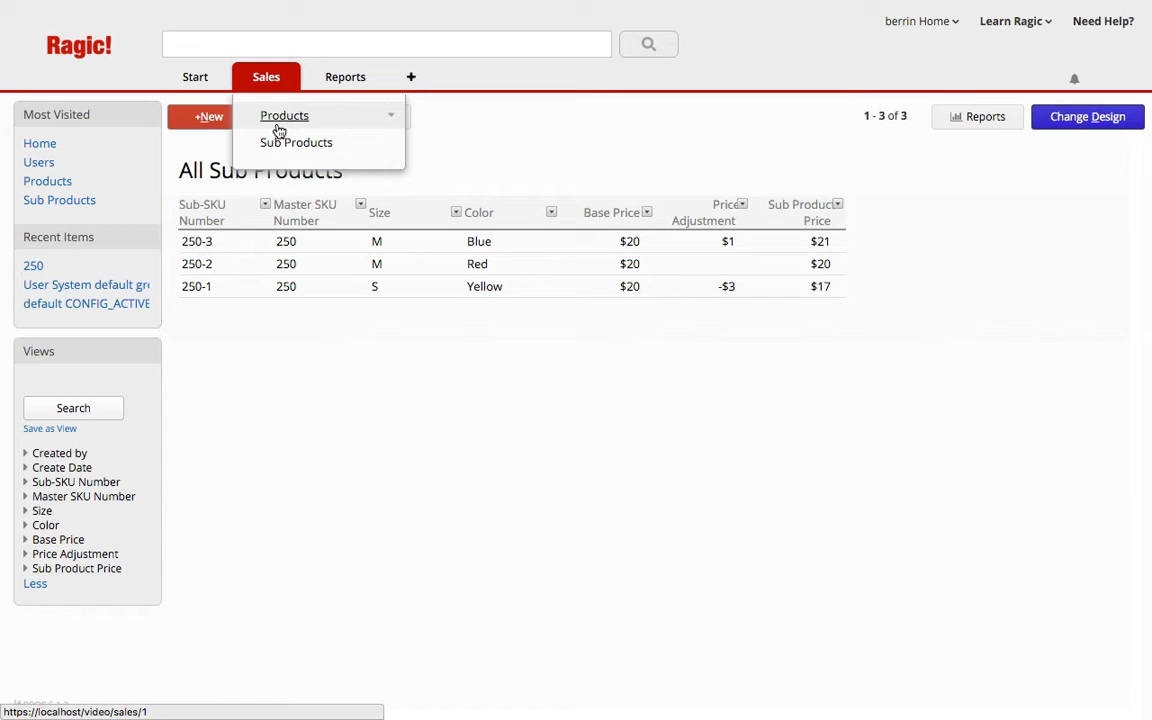 berrin Home Learn Ragic Need Help?
Ragic!
Start Sales Reports +
Most Visited
Home
Users
Products
Sub Products
Recent Items
250
User System default gr
default CONFIG_ACTIVE
Views
Search
Save as View
Created by
Create Date
Sub-SKU Number
Master SKU Number
Size
Color
Base Price
Price Adjustment
Sub Product Price
Less
+New
Products
Sub Products
1 - 3 of 3 Reports Change Design
All Sub Products
Sub-SKU Number Master SKU Number Size Color Base Price Price Adjustment Sub Produc Price
250-3 250 M Blue $20 $1 $21
250-2 250 M Red $20 $20
250-1 250 S Yellow $20 -$3 $17
https://localhost/video/sales/1